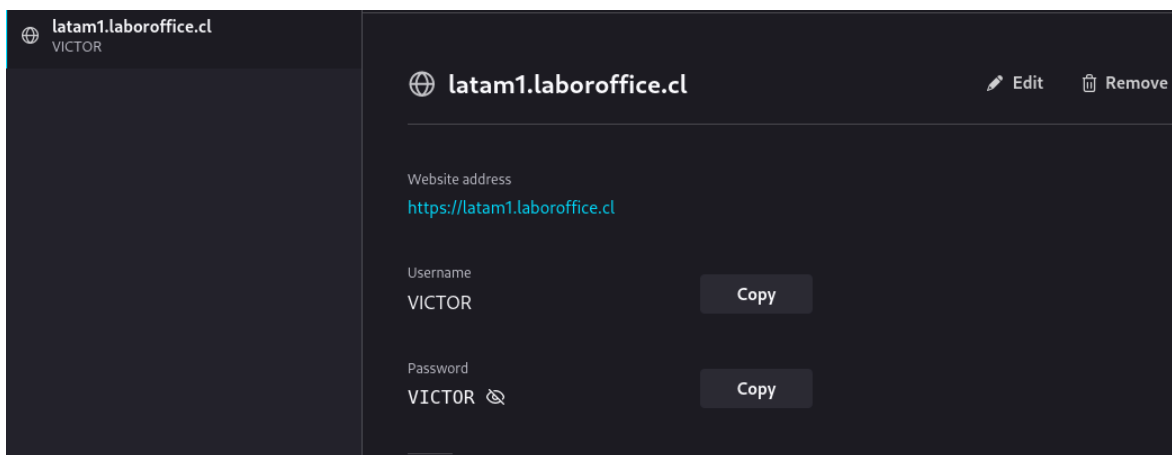 latam1.laboroffice.cl
VICTOR
latam1.laboroffice.cl
Edit
Remove
Website address
https://latam1.laboroffice.cl
Username
VICTOR
Copy
Password
VICTOR
Copy